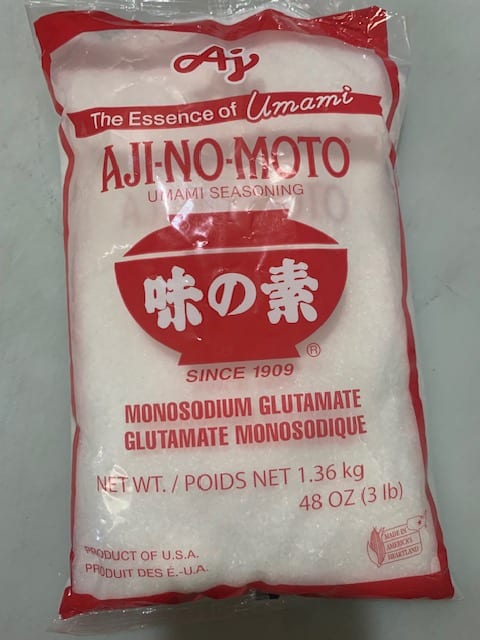 Aj
The Essence of Umami
AJI-NO-MOTO®
UMAMI SEASONING
味の素®
SINCE 1909
MONOSODIUM GLUTAMATE
GLUTAMATE MONOSODIQUE
NET WT. / POIDS NET 1.36 kg
48 OZ (3 lb)
PRODUCT OF U.S.A.
PRODUIT DES É.-U.A.
MADE IN
AMERICA'S
HEARTLAND